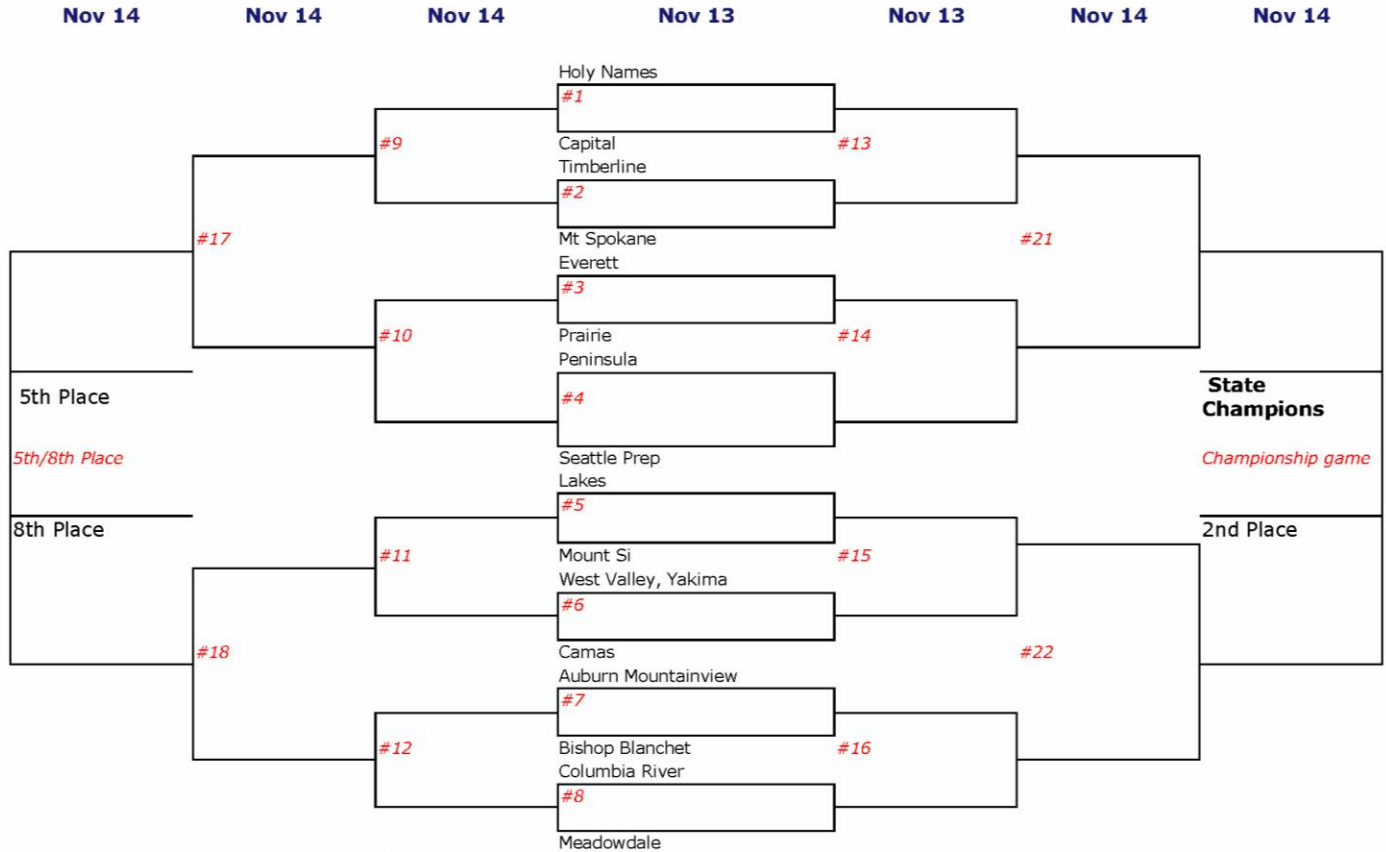 Nov 14 Nov 14 Nov 14 Nov 13 Nov 13 Nov 14 Nov 14
Holy Names
#1
#9
Capital
#13
Timberline
#2
#17
Mt Spokane
#21
Everett
#3
#10
Prairie
#14
Peninsula
5th Place
#4
State
Champions
5th/8th Place
Seattle Prep
Championship game
Lakes
#5
8th Place
2nd Place
#11
Mount Si
#15
West Valley, Yakima
#6
#18
Camas
#22
Auburn Mountainview
#7
#12
Bishop Blanchet
#16
Columbia River
#8
Meadowdale